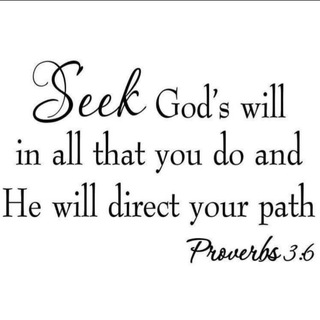 Seek God's will
in all that you do and
He will direct your path
Proverbs 3:6